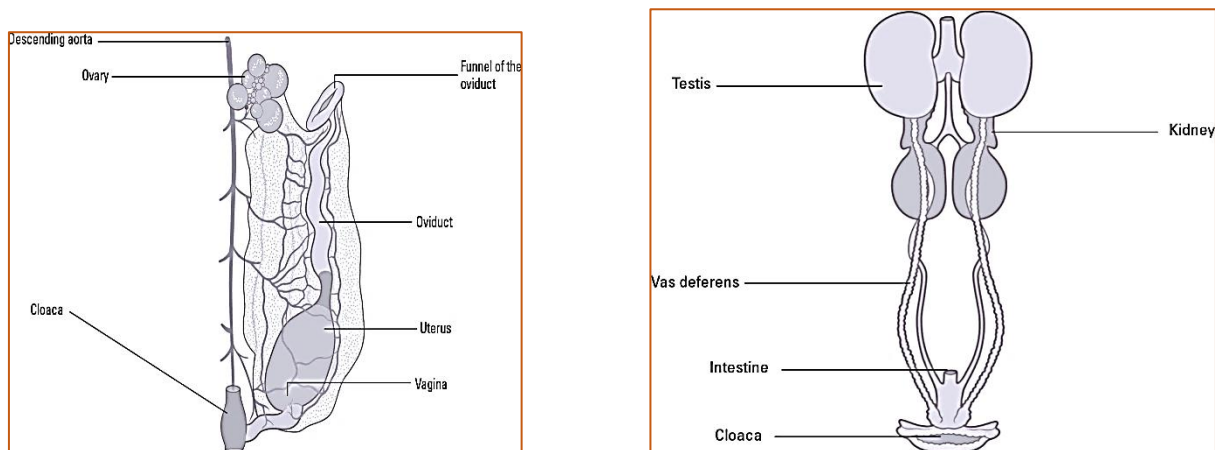 Descending aorta
Ovary
Funnel of the
oviduct
Oviduct
Cloaca
Uterus
Vagina
Testis
Kidney
Vas deferens
Intestine
Cloaca